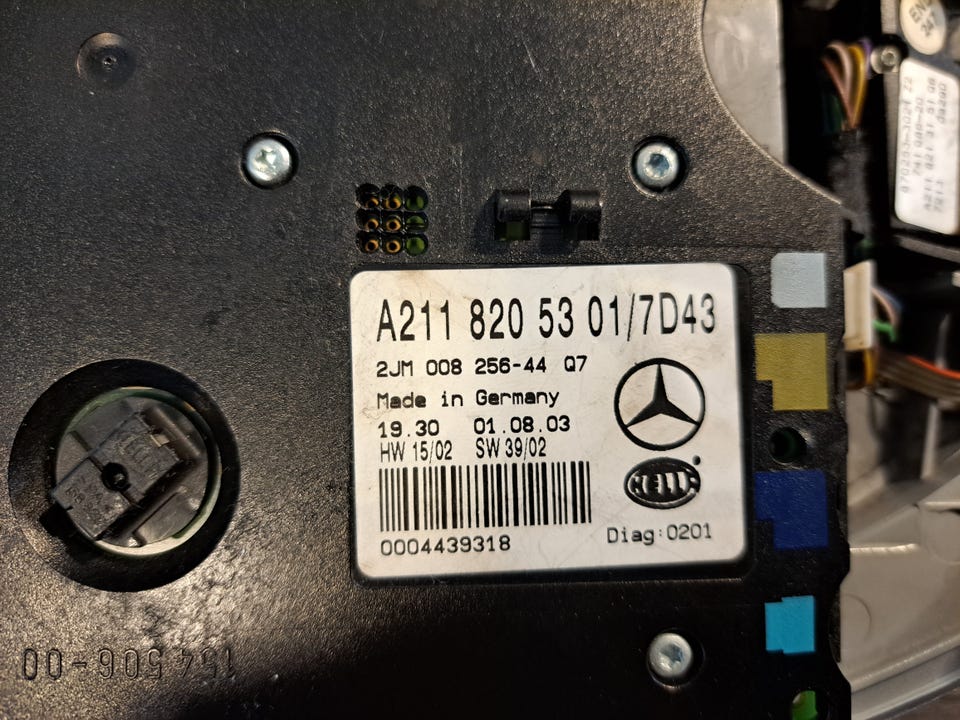 A211 820 53 01/7D43
2JM 008 256-44 Q7
Made in Germany
19.30 01.08.03
HW 15/02 SW 39/02
HELLA
0004439318
Diag:0201
154 506-00